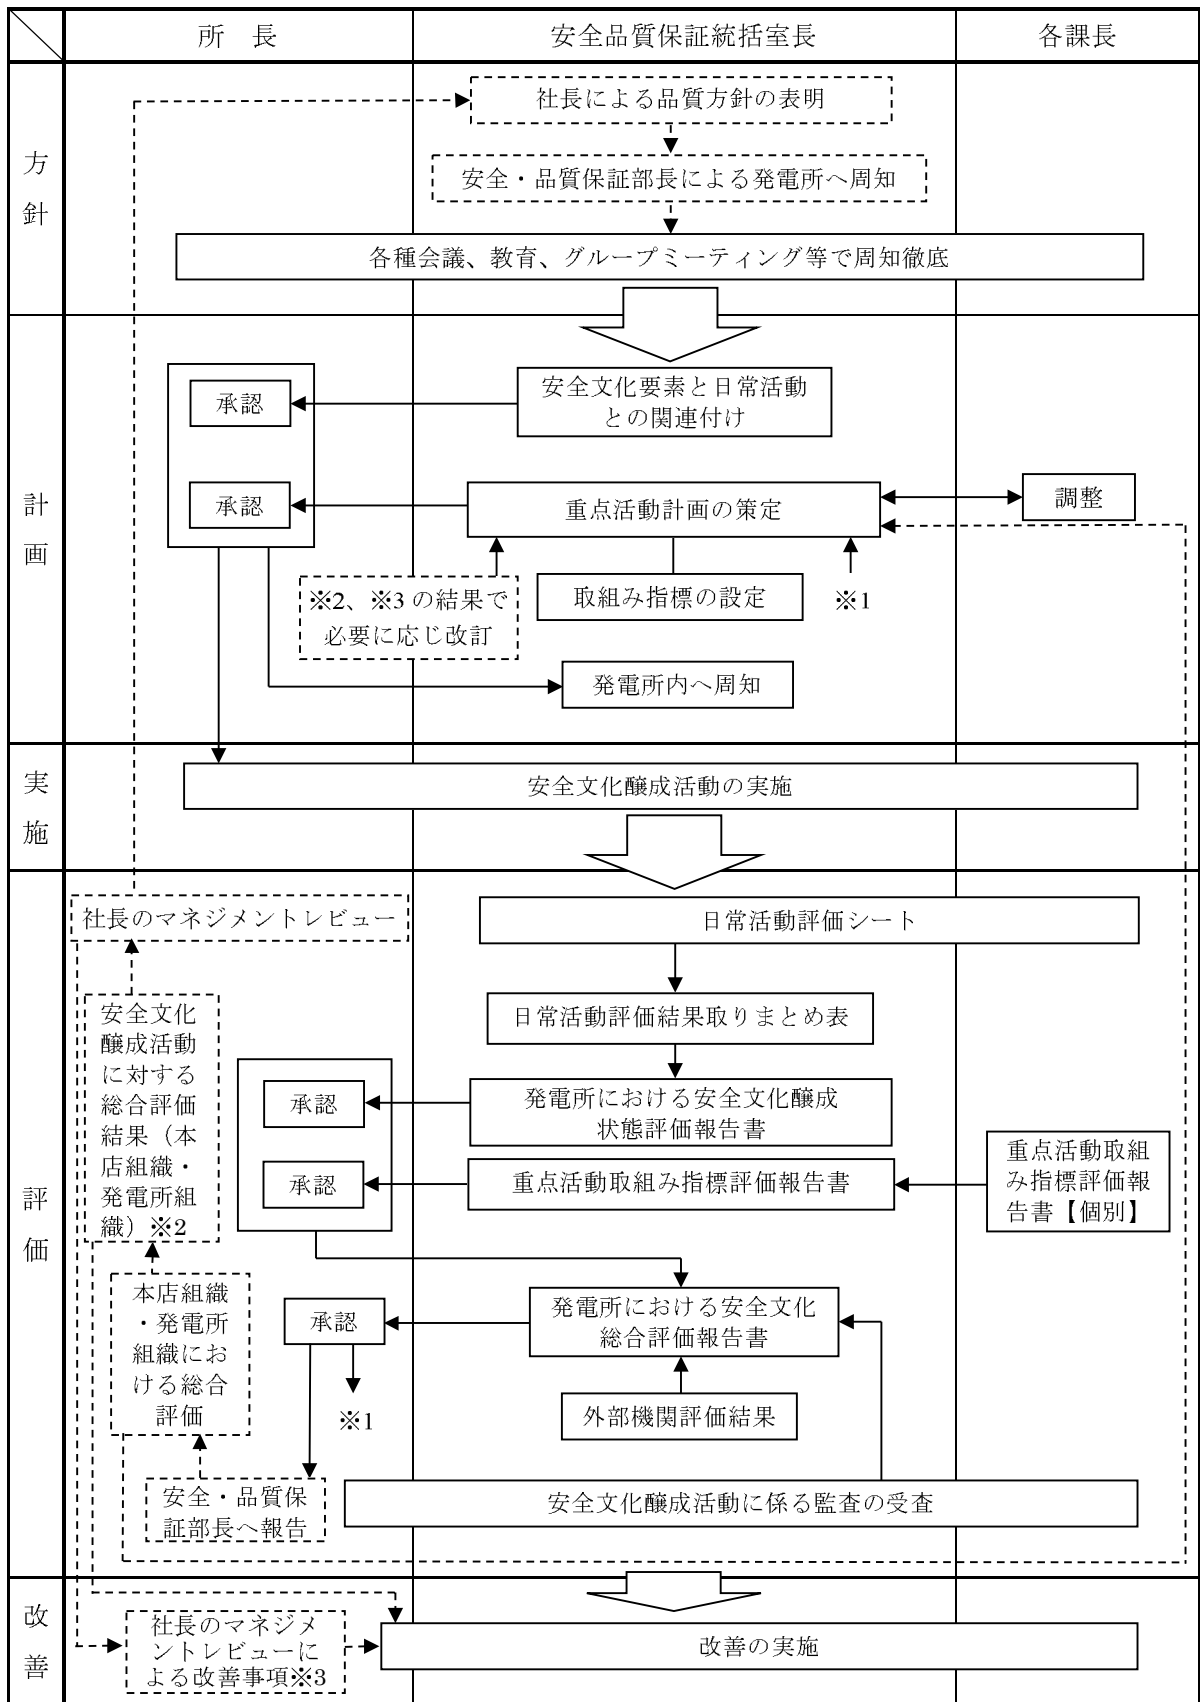 所　長
安全品質保証統括室長
各課長
方
針
社長による品質方針の表明
安全・品質保証部長による発電所へ周知
各種会議、教育、グループミーティング等で周知徹底
計
画
承認
安全文化要素と日常活動
との関連付け
承認
重点活動計画の策定
調整
※2、※3の結果で
必要に応じ改訂
取組み指標の設定
※1
発電所内へ周知
実
施
安全文化醸成活動の実施
評
価
社長のマネジメントレビュー
日常活動評価シート
安全文化
醸成活動
に対する
総合評価
結果（本
店組織・
発電所組
織）※2
日常活動評価結果取りまとめ表
承認
発電所における安全文化醸成
状態評価報告書
承認
重点活動取組み指標評価報告書
重点活動取組
み指標評価報
告書【個別】
本店組織
・発電所
組織にお
ける総合
評価
承認
発電所における安全文化
総合評価報告書
※1
外部機関評価結果
安全・品質保
証部長へ報告
安全文化醸成活動に係る監査の受査
改
善
社長のマネジメ
ントレビューに
よる改善事項※3
改善の実施